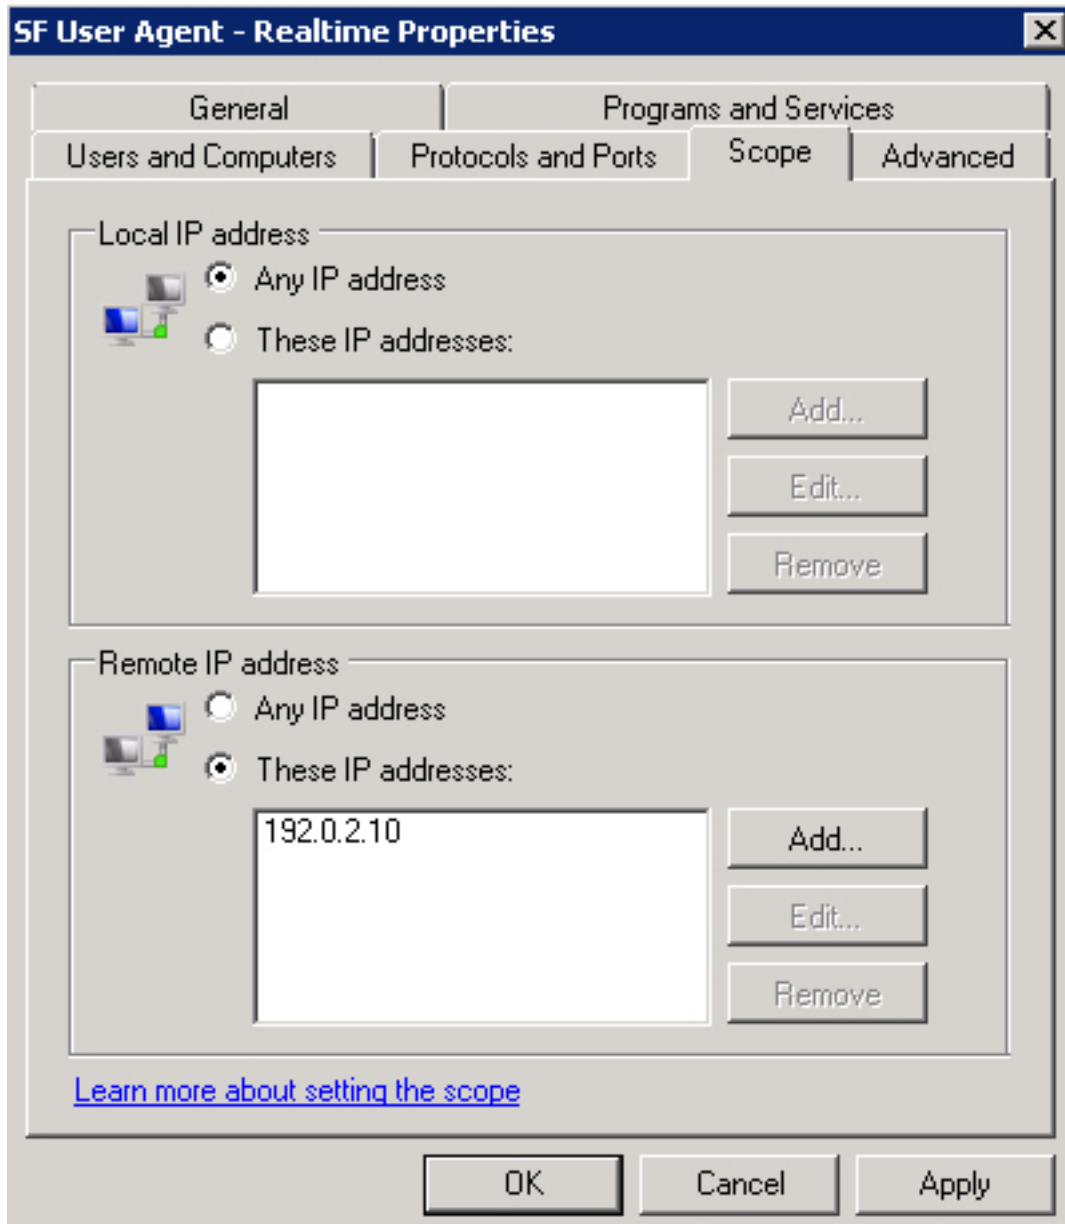 SF User Agent - Realtime Properties
General Programs and Services
Users and Computers Protocols and Ports Scope Advanced
Local IP address
Any IP address
These IP addresses:
Add...
Edit...
Remove
Remote IP address
Any IP address
These IP addresses:
192.0.2.10
Add...
Edit...
Remove
Learn more about setting the scope
OK Cancel Apply